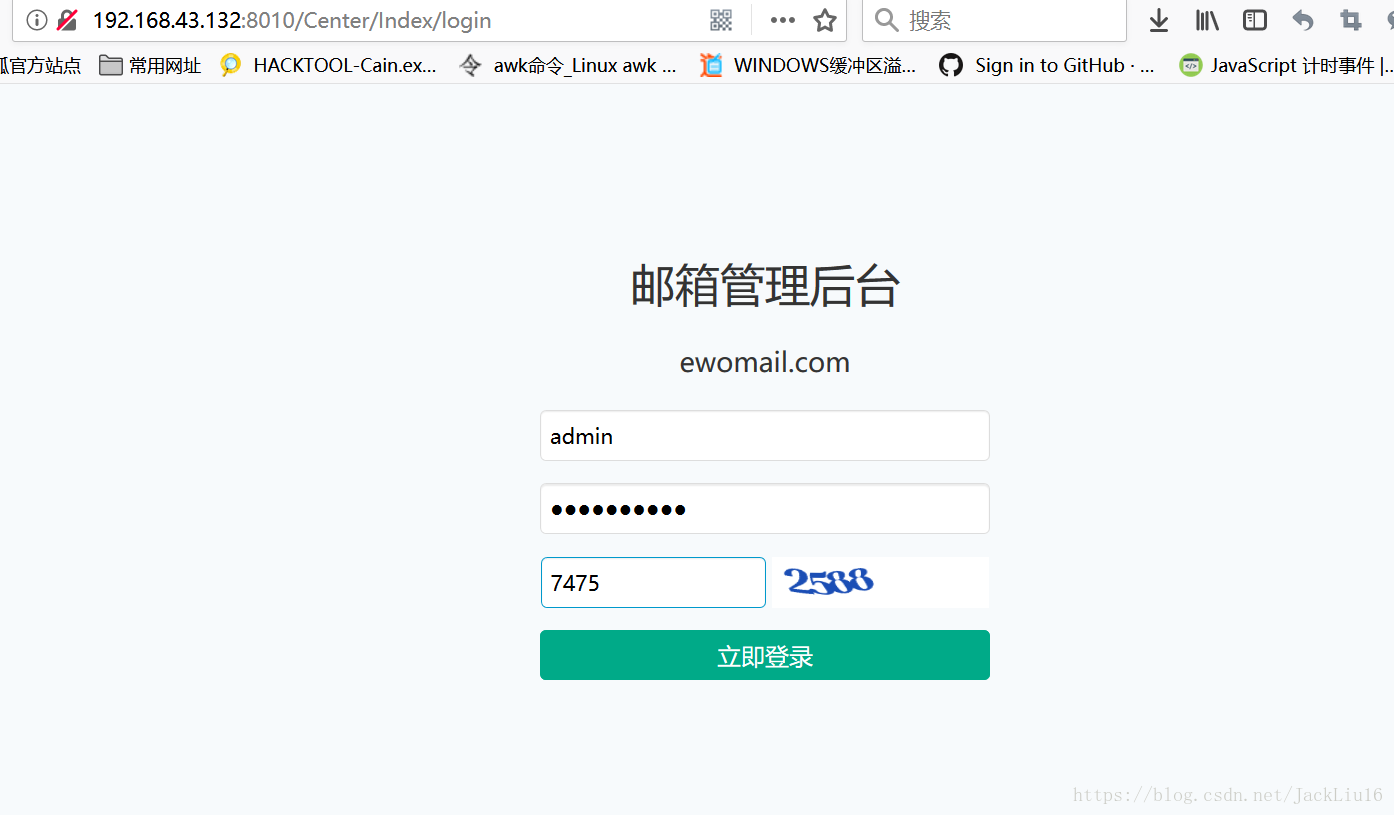 192.168.43.132:8010/Center/Index/login
搜索
官方站点 常用网址 HACKTOOL-Cain.ex... awk命令_Linux awk ... WINDOWS缓冲区溢... Sign in to GitHub · ... JavaScript 计时事件 |...
邮箱管理后台
ewomail.com
admin
••••••••••
7475
2588
立即登录
https://blog.csdn.net/JackLiu16